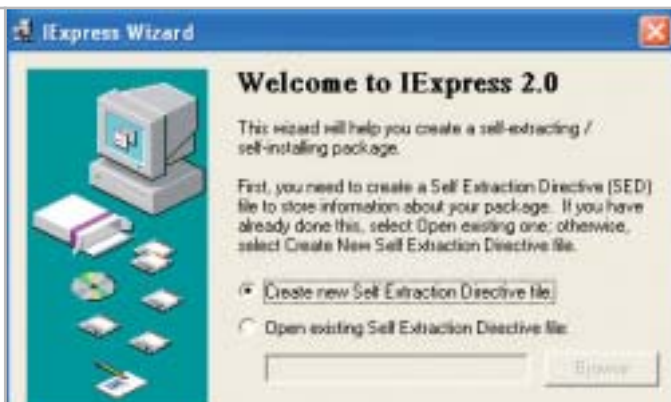 IExpress Wizard
Welcome to IExpress 2.0
This wizard will help you create a self-extracting /
self-installing package.
First, you need to create a Self Extraction Directive (SED)
file to store information about your package. If you have
already done this, select Open existing one; otherwise,
select Create New Self Extraction Directive file.
Create new Self Extraction Directive file.
Open existing Self Extraction Directive file:
Browse